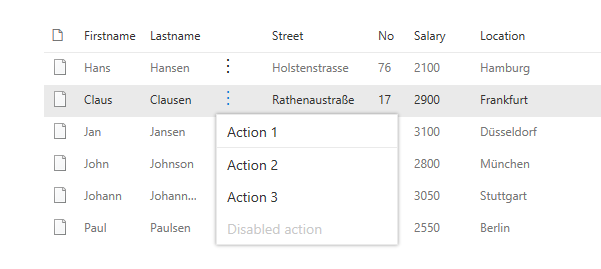 Firstname Lastname Street No Salary Location
Hans Hansen Holstenstrasse 76 2100 Hamburg
Claus Clausen Rathenaustraße 17 2900 Frankfurt
Jan Jansen Action 1 3100 Düsseldorf
John Johnson Action 2 2800 München
Johann Johann... Action 3 3050 Stuttgart
Paul Paulsen Disabled action 2550 Berlin